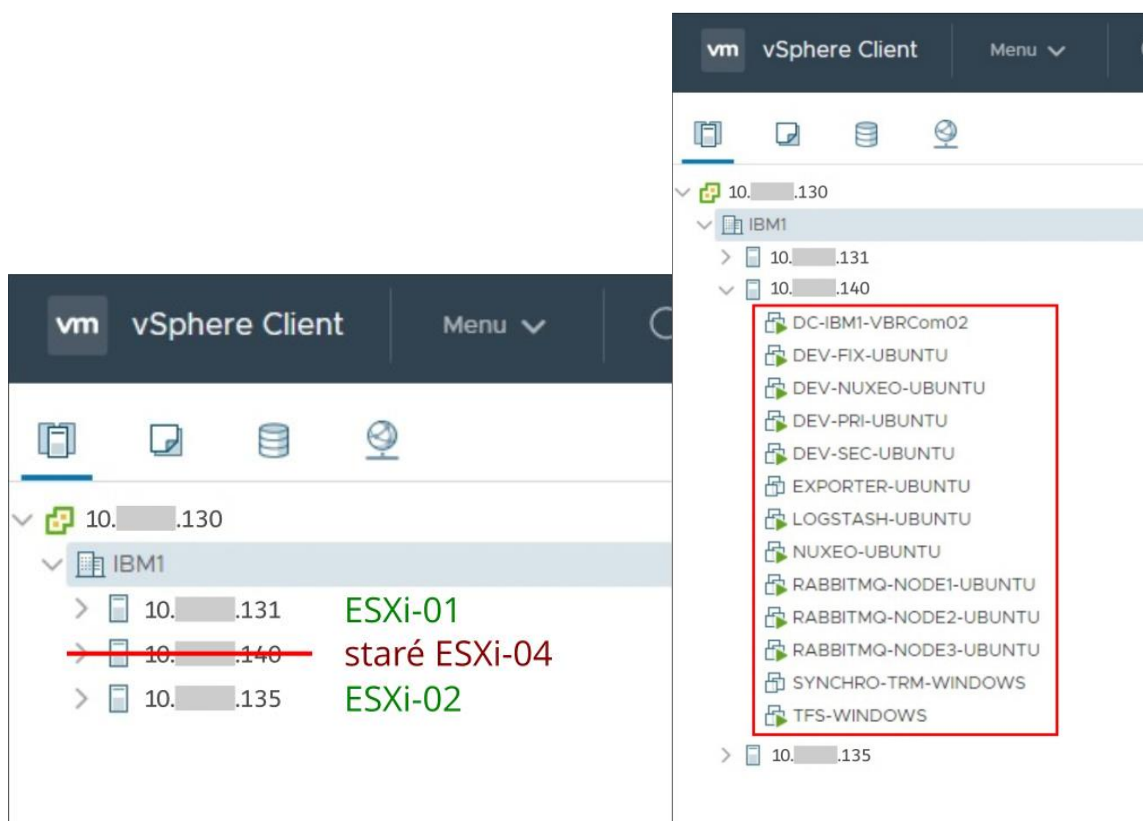 vm vSphere Client Menu
10. .130
IBM1
10. .131 ESXi-01
10. .140 staré ESXi-04
10. .135 ESXi-02
vm vSphere Client Menu
10. .130
IBM1
10. .131
10. .140
DC-IBM1-VBRCom02
DEV-FIX-UBUNTU
DEV-NUXEO-UBUNTU
DEV-PRI-UBUNTU
DEV-SEC-UBUNTU
EXPORTER-UBUNTU
LOGSTASH-UBUNTU
NUXEO-UBUNTU
RABBITMQ-NODE1-UBUNTU
RABBITMQ-NODE2-UBUNTU
RABBITMQ-NODE3-UBUNTU
SYNCHRO-TRM-WINDOWS
TFS-WINDOWS
10. .135